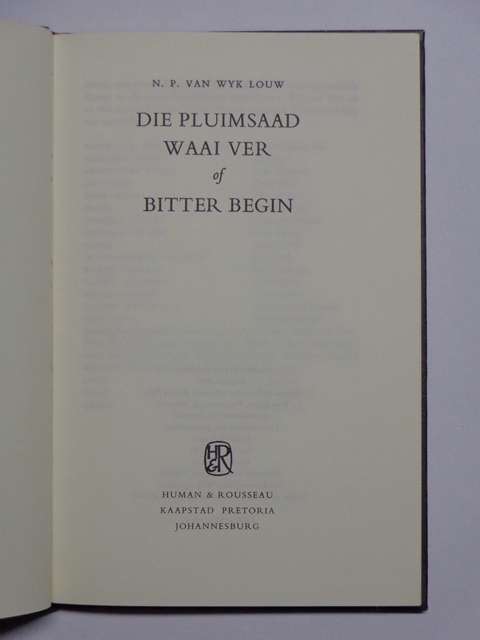 N. P. VAN WYK LOUW
DIE PLUIMSAAD
WAAI VER
of
BITTER BEGIN
H&R
HUMAN & ROUSSEAU
KAAPSTAD PRETORIA
JOHANNESBURG